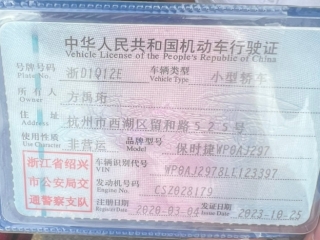 中华人民共和国机动车行驶证
Vehicle License of the People's Republic of China
号牌号码 浙D1Q12E 车辆类型 小型轿车
Plate No. Vehicle Type
所有人 方禹珩
Owner
住址 杭州市西湖区留和路525号
Address
使用性质 非营运 品牌型号 保时捷WP0AJ297
Use Character Model
浙江省绍兴
市公安局交
通警察支队
车辆识别代号 WP0AJ2978LL123397
VIN
发动机号码 CSZ028179
Engine No.
注册日期 2020-03-04 发证日期 2023-10-25
Register Date Issue Date